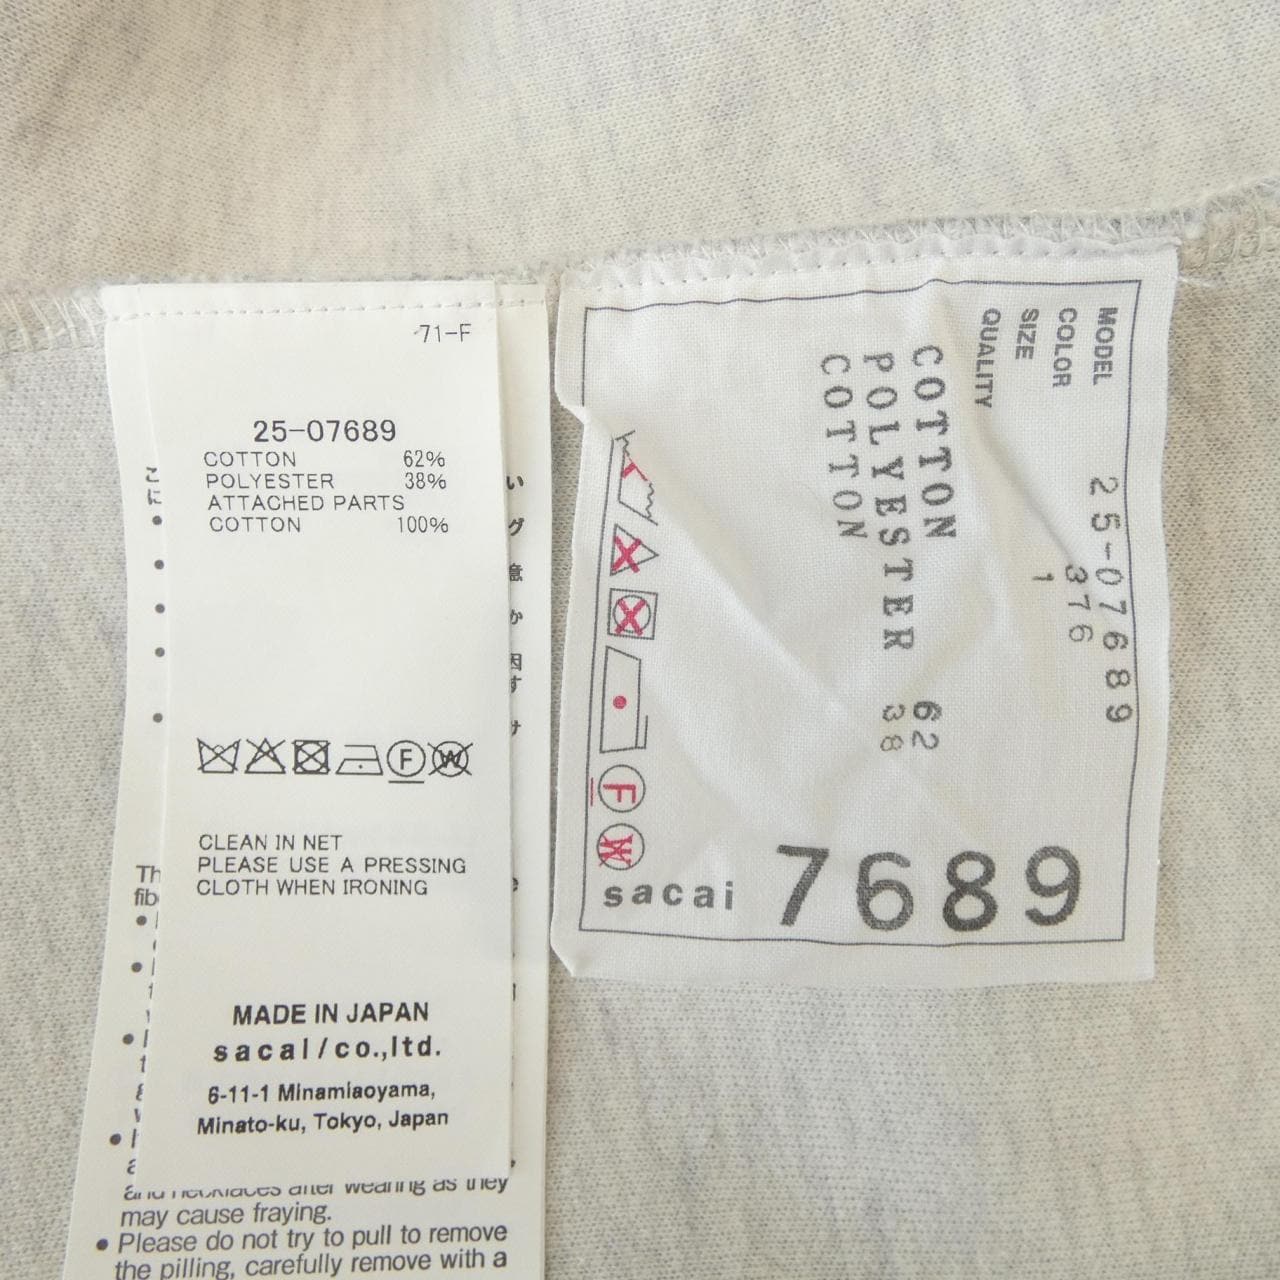 71-F
25-07689
COTTON 62%
POLYESTER 38%
ATTACHED PARTS
COTTON 100%
F W
CLEAN IN NET
PLEASE USE A PRESSING
CLOTH WHEN IRONING
MADE IN JAPAN
sacai/co.,ltd.
6-11-1 Minamiaoyama,
Minato-ku, Tokyo, Japan
after wearing as they
may cause fraying.
• Please do not try to pull to remove
the pilling, carefully remove with a
MODEL 25-07689
COLOR 376
SIZE 1
QUALITY
COTTON 62
POLYESTER 38
COTTON
F
W
sacai 7689